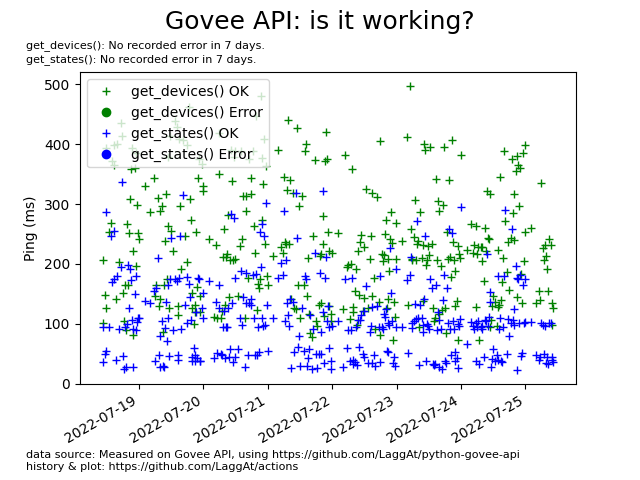 Govee API: is it working?
get_devices(): No recorded error in 7 days.
get_states(): No recorded error in 7 days.
get_devices() OK
get_devices() Error
get_states() OK
get_states() Error
500
400
300
200
100
0
Ping (ms)
2022-07-19
2022-07-20
2022-07-21
2022-07-22
2022-07-23
2022-07-24
2022-07-25
data source: Measured on Govee API, using https://github.com/LaggAt/python-govee-api
history & plot: https://github.com/LaggAt/actions